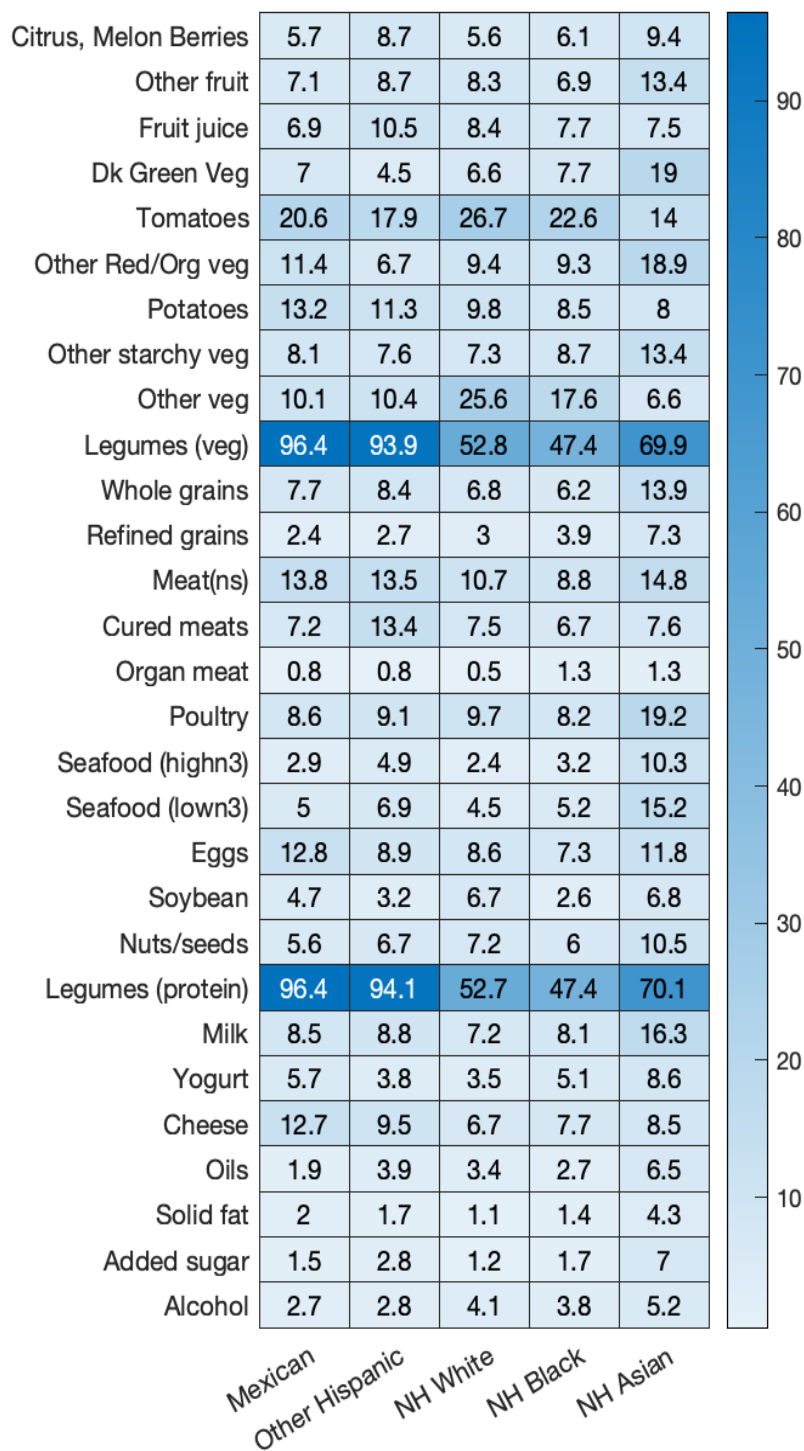 Citrus, Melon Berries 5.7 8.7 5.6 6.1 9.4
Other fruit 7.1 8.7 8.3 6.9 13.4
90
Fruit juice 6.9 10.5 8.4 7.7 7.5
Dk Green Veg 7 4.5 6.6 7.7 19
Tomatoes 20.6 17.9 26.7 22.6 14
80
Other Red/Org veg 11.4 6.7 9.4 9.3 18.9
Potatoes 13.2 11.3 9.8 8.5 8
Other starchy veg 8.1 7.6 7.3 8.7 13.4
70
Other veg 10.1 10.4 25.6 17.6 6.6
Legumes (veg) 96.4 93.9 52.8 47.4 69.9
Whole grains 7.7 8.4 6.8 6.2 13.9
60
Refined grains 2.4 2.7 3 3.9 7.3
Meat(ns) 13.8 13.5 10.7 8.8 14.8
Cured meats 7.2 13.4 7.5 6.7 7.6
50
Organ meat 0.8 0.8 0.5 1.3 1.3
Poultry 8.6 9.1 9.7 8.2 19.2
Seafood (highn3) 2.9 4.9 2.4 3.2 10.3
40
Seafood (lown3) 5 6.9 4.5 5.2 15.2
Eggs 12.8 8.9 8.6 7.3 11.8
Soybean 4.7 3.2 6.7 2.6 6.8
30
Nuts/seeds 5.6 6.7 7.2 6 10.5
Legumes (protein) 96.4 94.1 52.7 47.4 70.1
Milk 8.5 8.8 7.2 8.1 16.3
20
Yogurt 5.7 3.8 3.5 5.1 8.6
Cheese 12.7 9.5 6.7 7.7 8.5
Oils 1.9 3.9 3.4 2.7 6.5
10
Solid fat 2 1.7 1.1 1.4 4.3
Added sugar 1.5 2.8 1.2 1.7 7
Alcohol 2.7 2.8 4.1 3.8 5.2
Mexican
Other Hispanic
NH White
NH Black
NH Asian